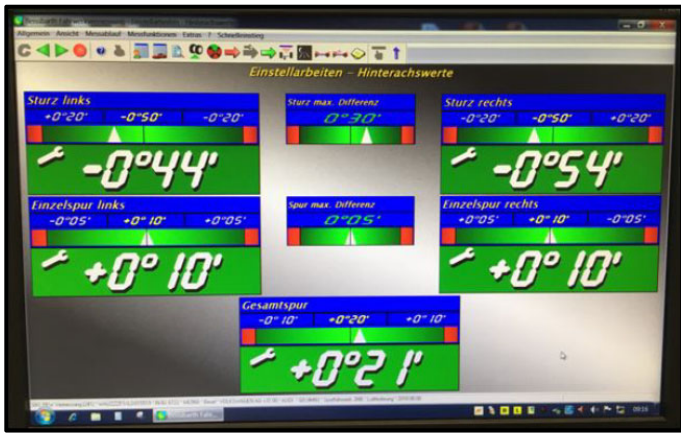 Allgemein Ansicht Messablauf Messfunktionen Extras ? Schnelleinstieg
Einstellarbeiten - Hinterachswerte
Sturz links
+0°20' -0°50' -0°20'
-0°44'
Sturz max. Differenz
0°30'
Sturz rechts
-0°20' -0°50' +0°20'
-0°54'
Einzelspur links
-0°05' +0°10' +0°05'
+0°10'
Spur max. Differenz
0°05'
Einzelspur rechts
+0°05' +0°10' -0°05'
+0°10'
Gesamtspur
-0°10' +0°20' +0°10'
+0°21'